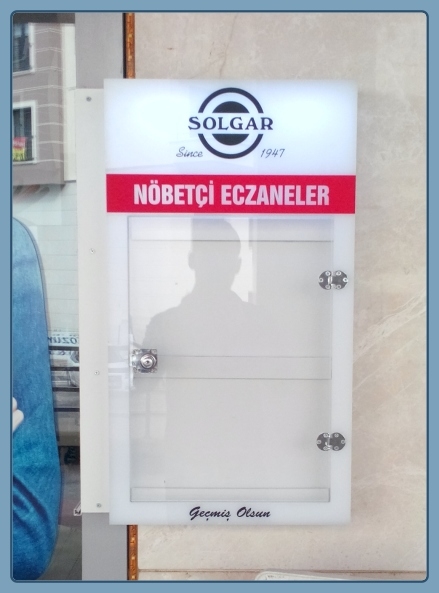 SOLGAR
Since 1947
NÖBETÇİ ECZANELER
Geçmiş Olsun